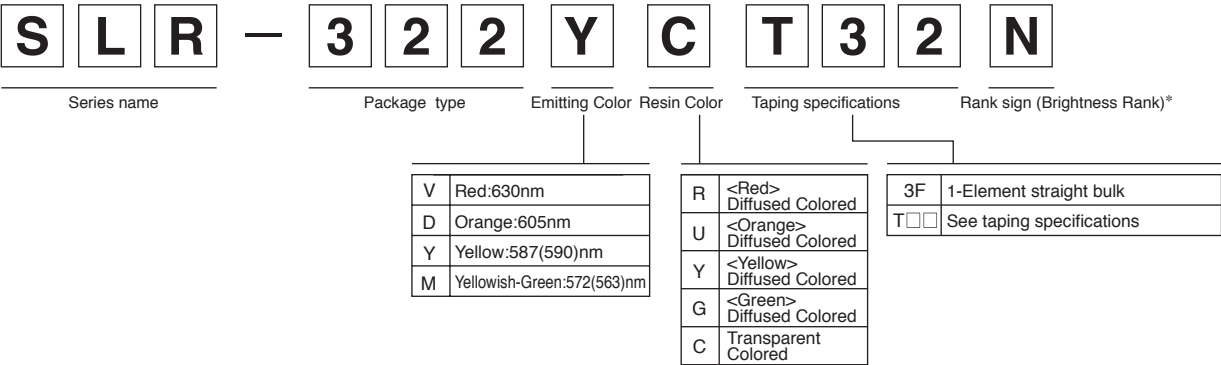 S L R — 3 2 2 Y C T 3 2 N
Series name Package type Emitting Color Resin Color Taping specifications Rank sign (Brightness Rank)*
V Red:630nm
D Orange:605nm
Y Yellow:587(590)nm
M Yellowish-Green:572(563)nm
R <Red>
Diffused Colored
U <Orange>
Diffused Colored
Y <Yellow>
Diffused Colored
G <Green>
Diffused Colored
C Transparent
Colored
3F 1-Element straight bulk
T□□ See taping specifications